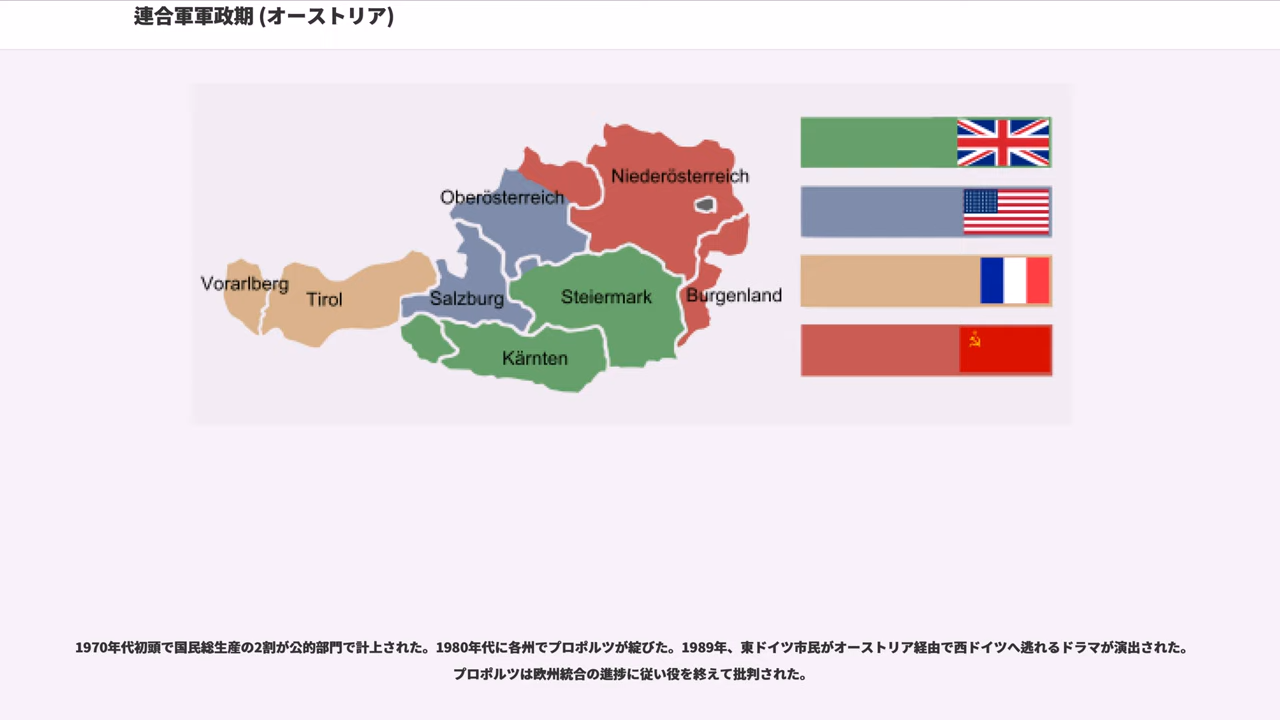 連合軍軍政期 (オーストリア)
Niederösterreich
Oberösterreich
Vorarlberg
Tirol
Salzburg
Steiermark
Burgenland
Kärnten
1970年代初頭で国民総生産の2割が公的部門で計上された。1980年代に各州でプロポルツが綻びた。1989年、東ドイツ市民がオーストリア経由で西ドイツへ逃れるドラマが演出された。
プロポルツは欧州統合の進捗に従い役を終えて批判された。